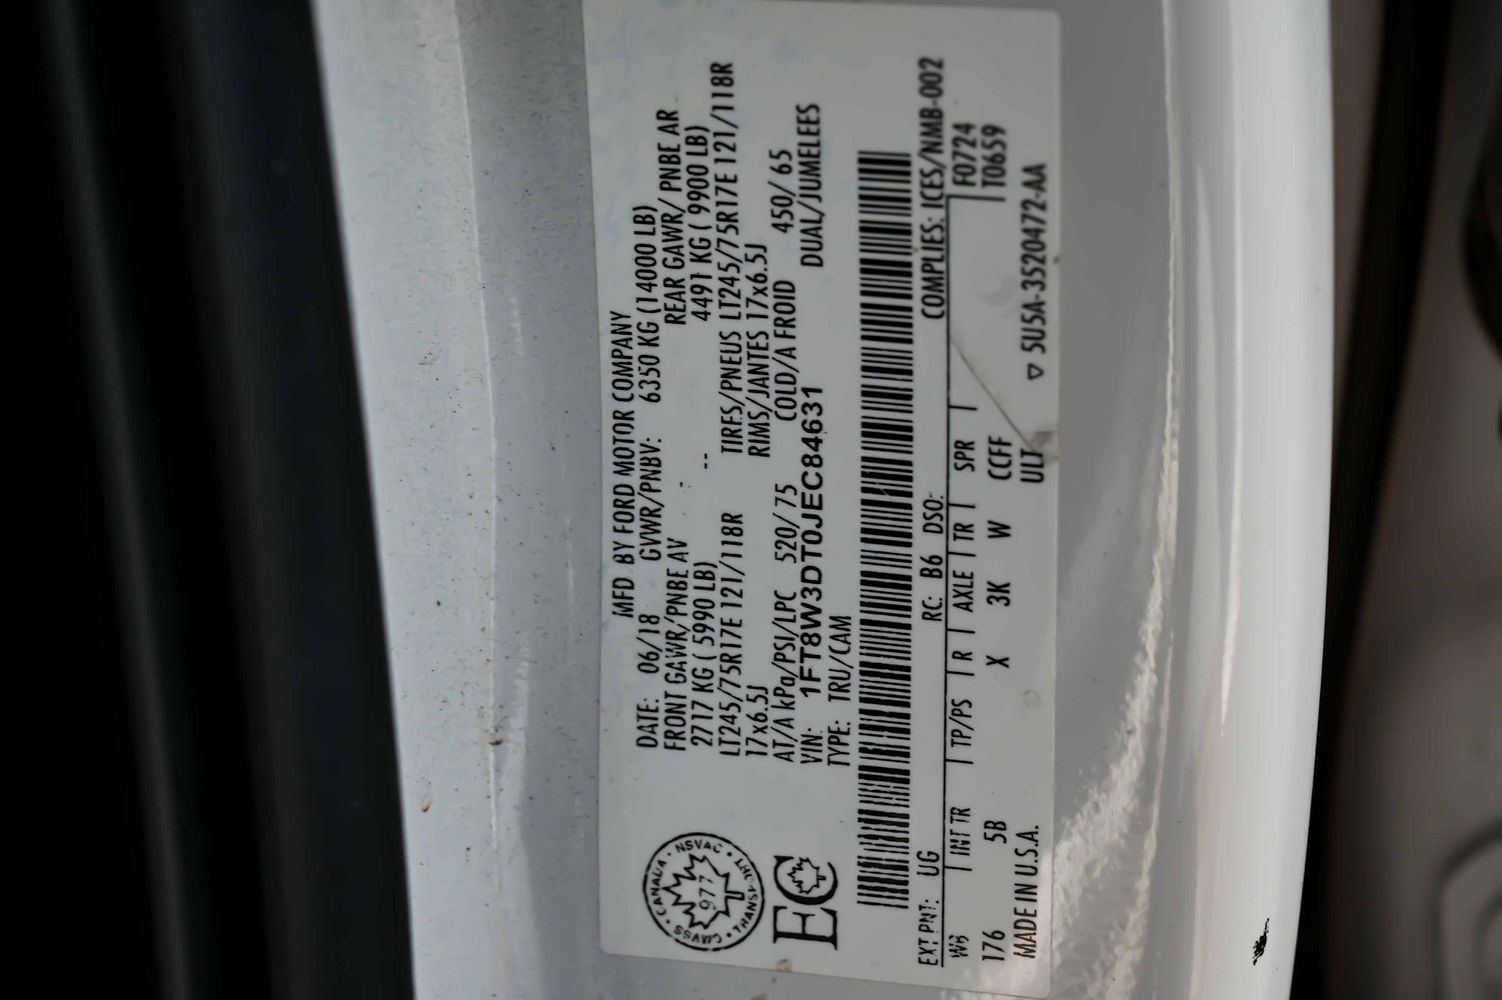 MFD BY FORD MOTOR COMPANY
DATE: 06/18 GVWR/PNBV: 6350 KG (14000 LB)
FRONT GAWR/PNBE AV REAR GAWR/ PNBE AR
2717 KG ( 5990 LB) -- 4491 KG ( 9900 LB)
LT245/75R17E 121/118R TIRES/PNEUS LT245/75R17E 121/118R
17x6.5J RIMS/JANTES 17x6.5J
AT/A kPa/PSI/LPC 520/ 75 COLD/A FROID 450/ 65
VIN: 1FT8W3DT0JEC84631 DUAL/JUMELEES
TYPE: TRU/CAM
CANADA · NSVAC · TRANSPORT · CMVSS
977
EC
EXT PNT: UG RC: B6 DSO: COMPLIES: ICES/NMB-002
WB INT TR TP/PS R AXLE TR SPR F0724
176 5B X 3K W CCFF T0659
MADE IN U.S.A. ULT ▽ 5U5A-3520472-AA